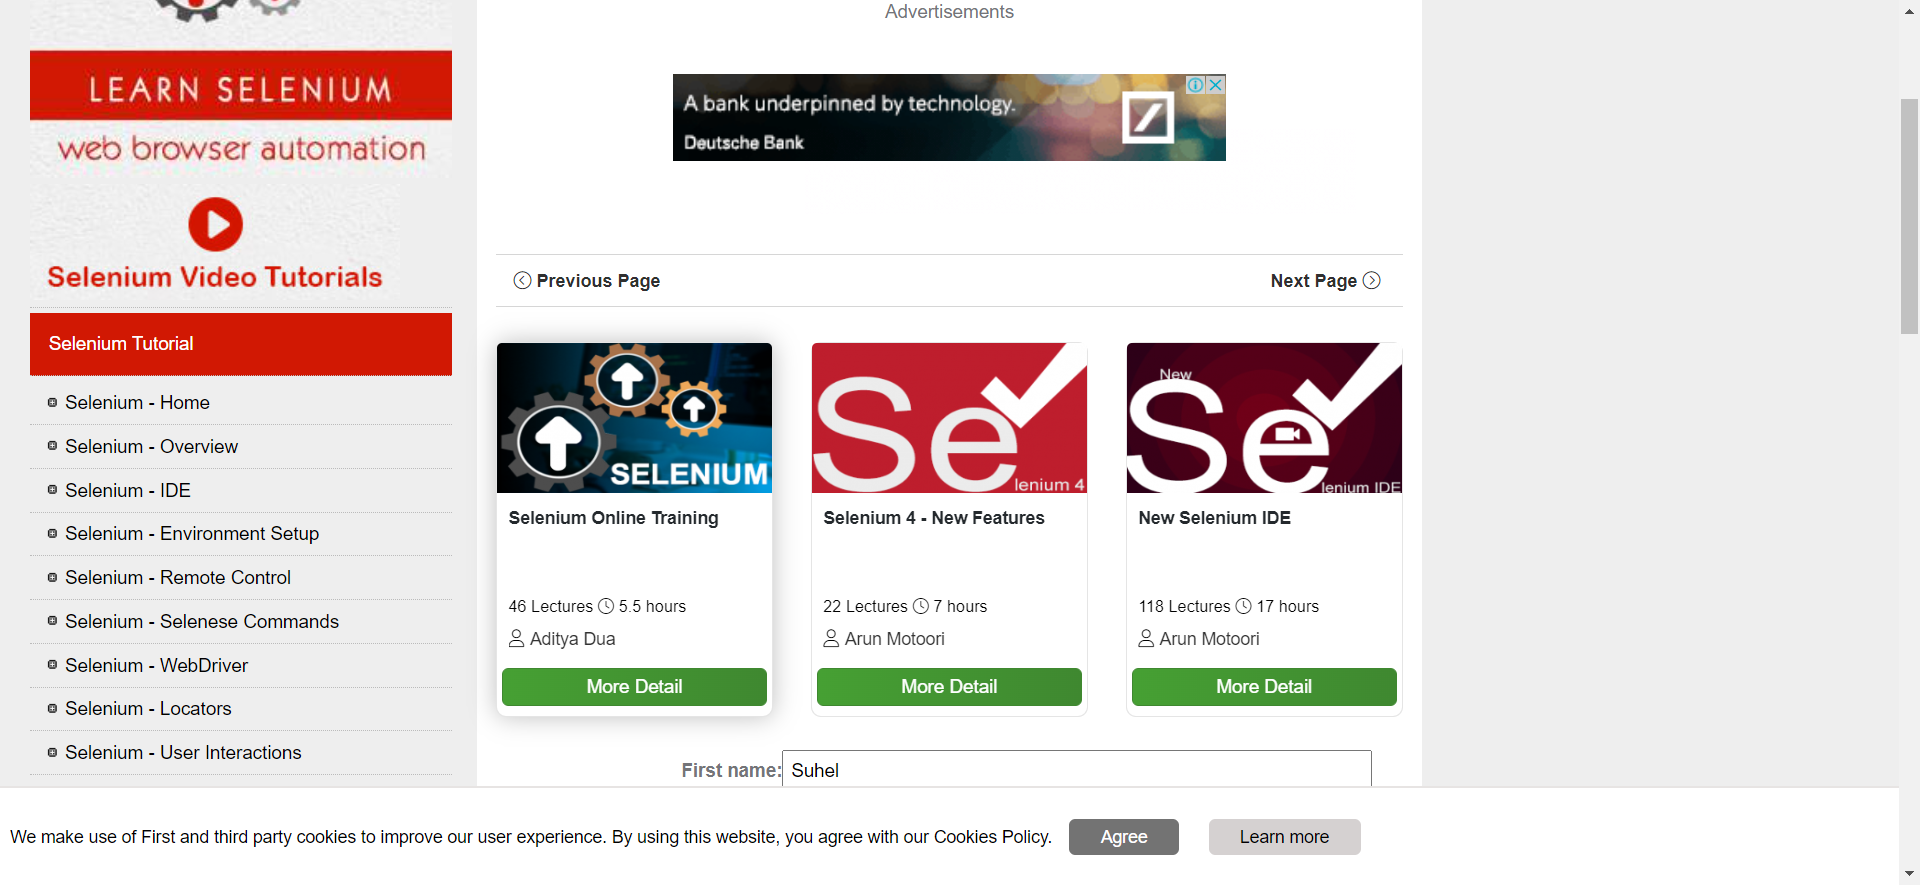 LEARN SELENIUM
web browser automation
Selenium Video Tutorials
Selenium Tutorial
Selenium - Home
Selenium - Overview
Selenium - IDE
Selenium - Environment Setup
Selenium - Remote Control
Selenium - Selenese Commands
Selenium - WebDriver
Selenium - Locators
Selenium - User Interactions
Advertisements
A bank underpinned by technology.
Deutsche Bank
Previous Page
Next Page
SELENIUM
Selenium Online Training
46 Lectures 5.5 hours
Aditya Dua
More Detail
Se
lenium 4
Selenium 4 - New Features
22 Lectures 7 hours
Arun Motoori
More Detail
New
Se
lenium IDE
New Selenium IDE
118 Lectures 17 hours
Arun Motoori
More Detail
First name: Suhel
We make use of First and third party cookies to improve our user experience. By using this website, you agree with our Cookies Policy. Agree Learn more